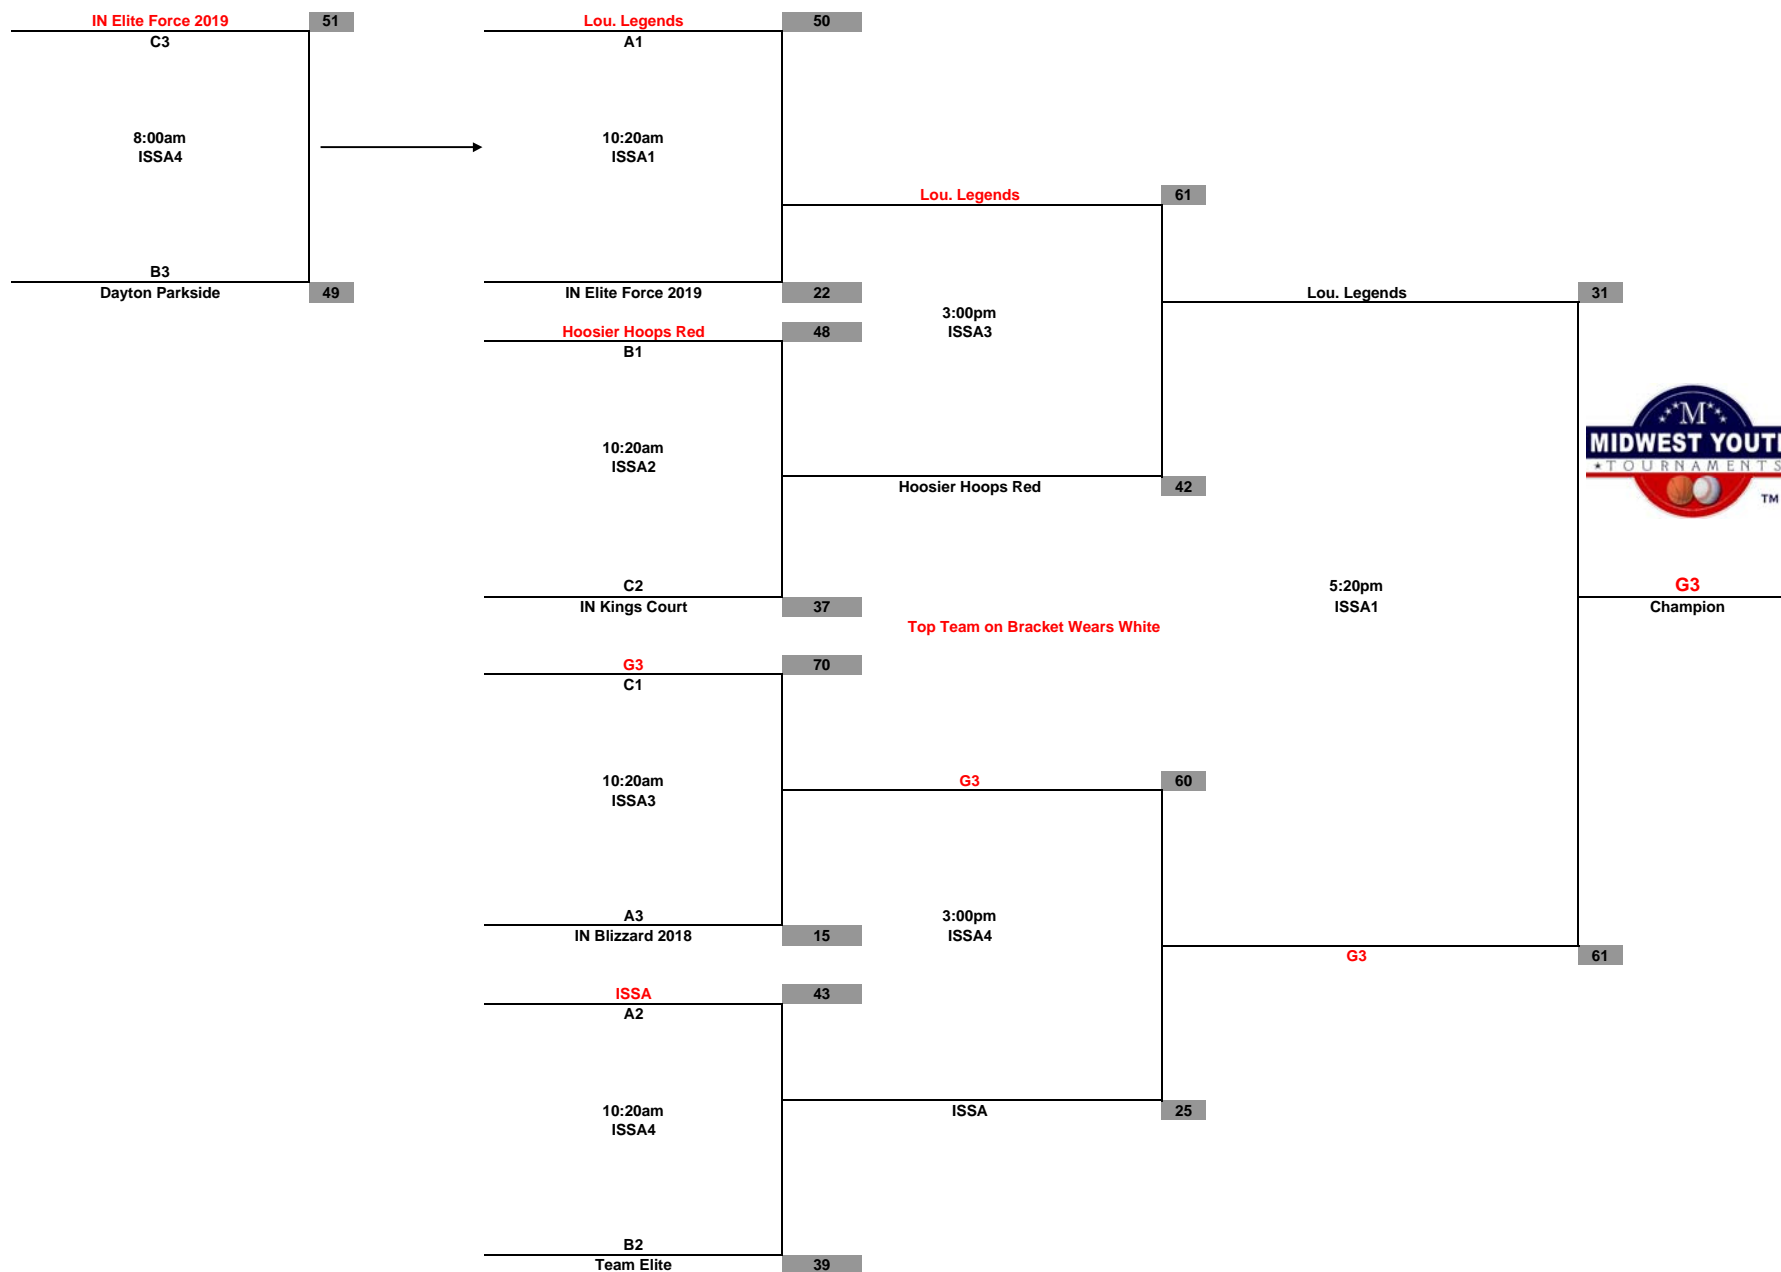 IN Elite Force 2019 51
C3
8:00am
ISSA4
B3
Dayton Parkside 49
Lou. Legends 50
A1
10:20am
ISSA1
IN Elite Force 2019 22
Hoosier Hoops Red 48
B1
10:20am
ISSA2
C2
IN Kings Court 37
G3 70
C1
10:20am
ISSA3
A3
IN Blizzard 2018 15
ISSA 43
A2
10:20am
ISSA4
B2
Team Elite 39
Lou. Legends 61
3:00pm
ISSA3
Hoosier Hoops Red 42
Top Team on Bracket Wears White
G3 60
3:00pm
ISSA4
ISSA 25
Lou. Legends 31
5:20pm
ISSA1
G3 61
M
MIDWEST YOUTH
TOURNAMENTS
TM
G3
Champion